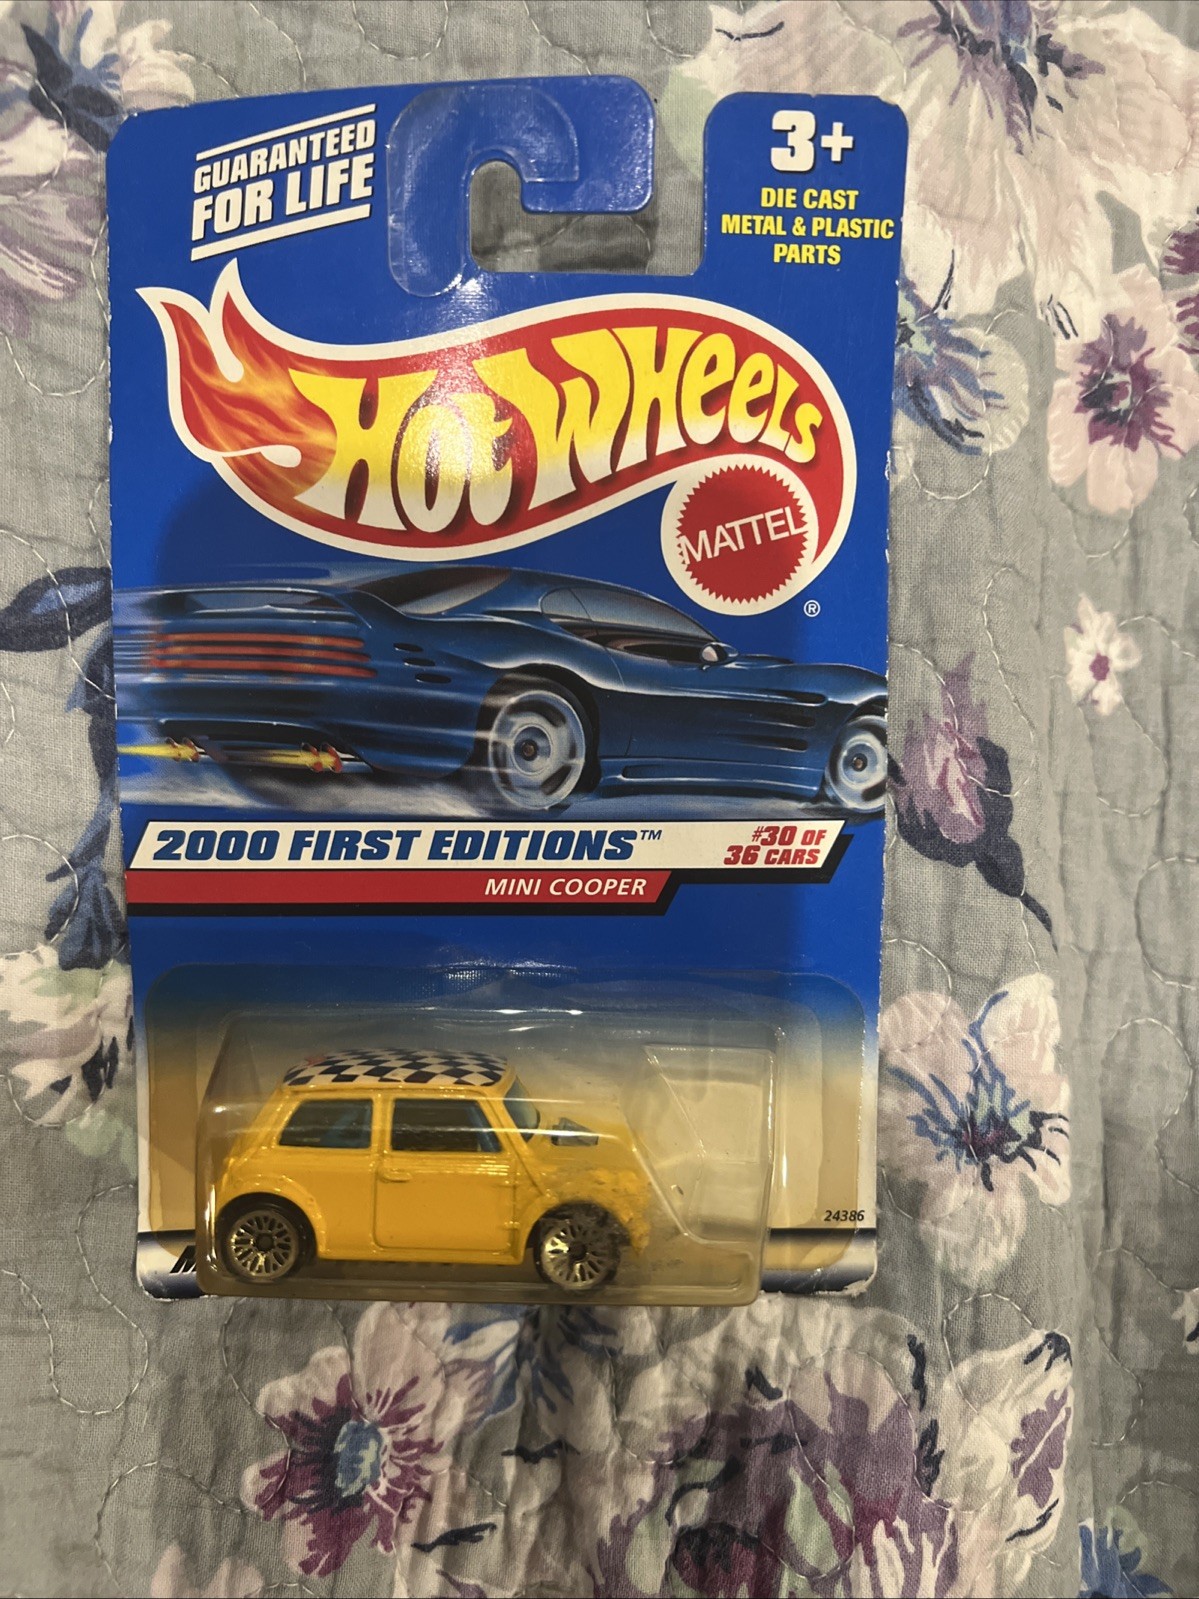 GUARANTEED
FOR LIFE
3+
DIE CAST
METAL & PLASTIC
PARTS
HOT WHEELS
MATTEL
®
2000 FIRST EDITIONS™
#30 OF
36 CARS
MINI COOPER
24386